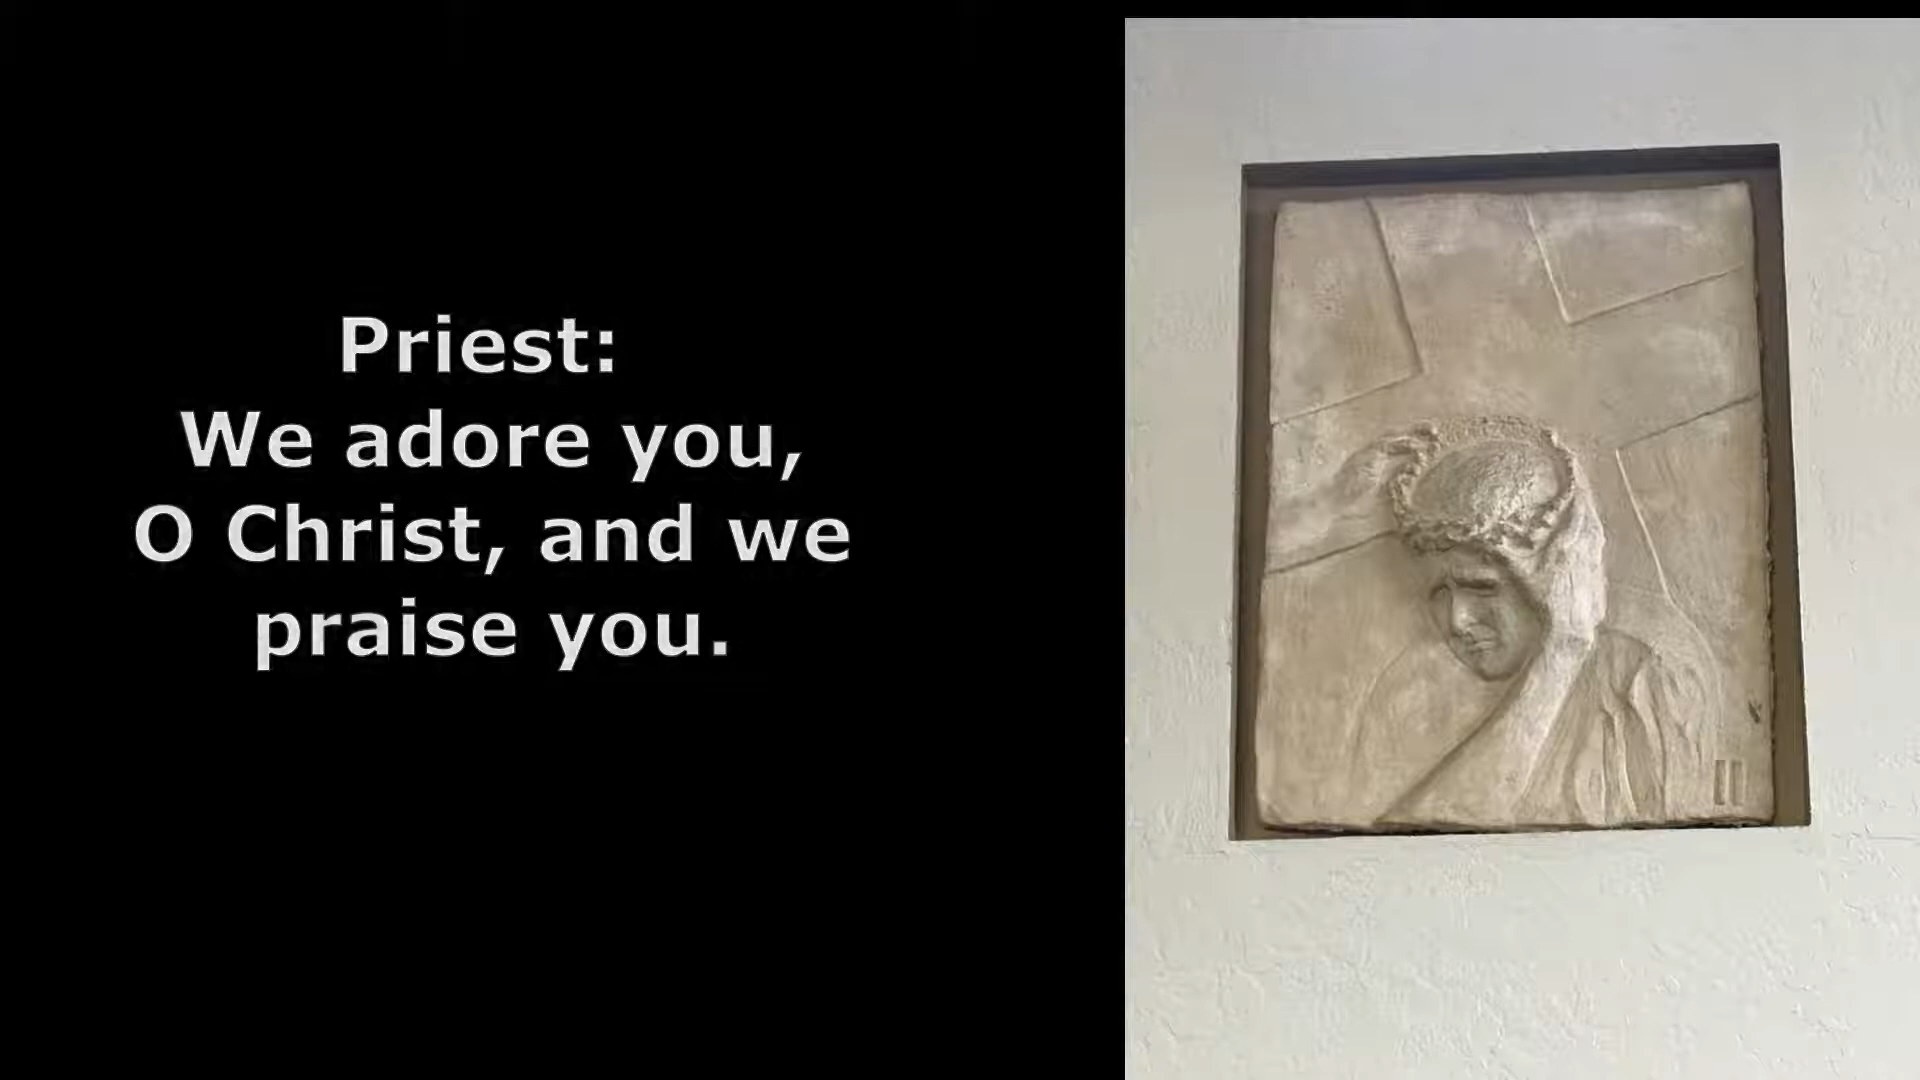 Priest:
We adore you,
O Christ, and we
praise you.
II